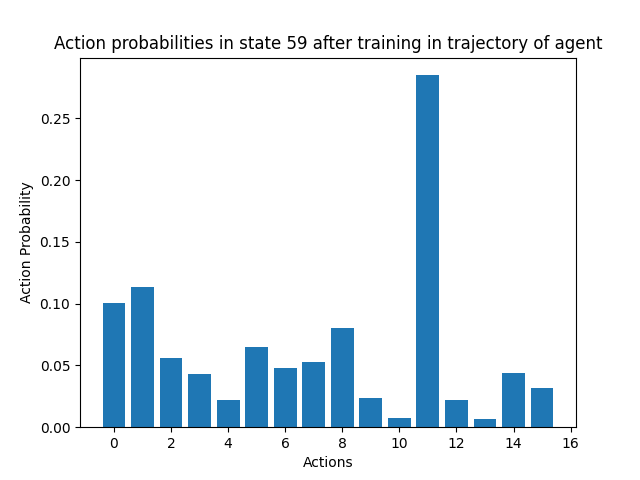 Action probabilities in state 59 after training in trajectory of agent
0.25
0.20
0.15
0.10
0.05
0.00
Action Probability
0 2 4 6 8 10 12 14 16
Actions